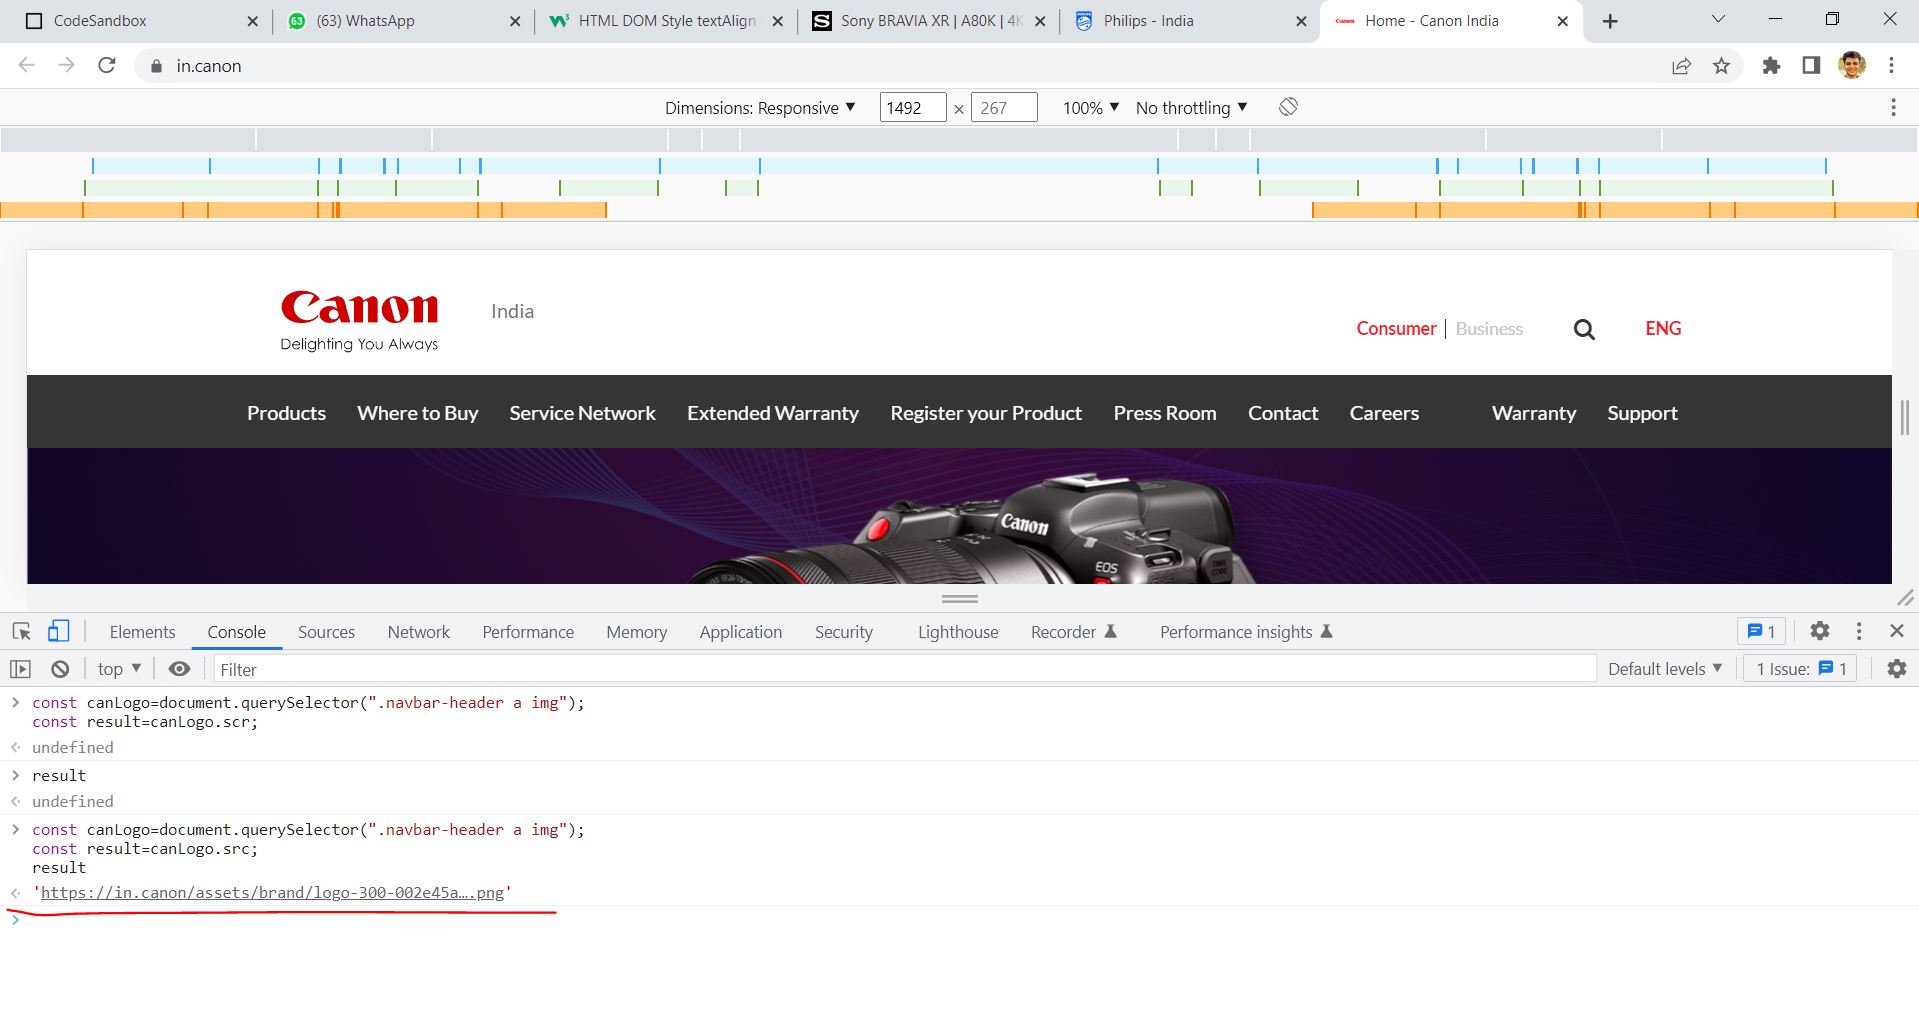 CodeSandbox
63 (63) WhatsApp
HTML DOM Style textAlign
S Sony BRAVIA XR | A80K | 4K
Philips - India
Canon Home - Canon India
in.canon
Dimensions: Responsive 1492 × 267 100% No throttling
Canon India
Delighting You Always
Consumer | Business ENG
Products Where to Buy Service Network Extended Warranty Register your Product Press Room Contact Careers Warranty Support
Canon
EOS
TIME CODE
Elements Console Sources Network Performance Memory Application Security Lighthouse Recorder Performance insights 1
top Filter Default levels 1 Issue: 1
const canLogo=document.querySelector(".navbar-header a img");
const result=canLogo.scr;
undefined
result
undefined
const canLogo=document.querySelector(".navbar-header a img");
const result=canLogo.src;
result
'https://in.canon/assets/brand/logo-300-002e45a….png'